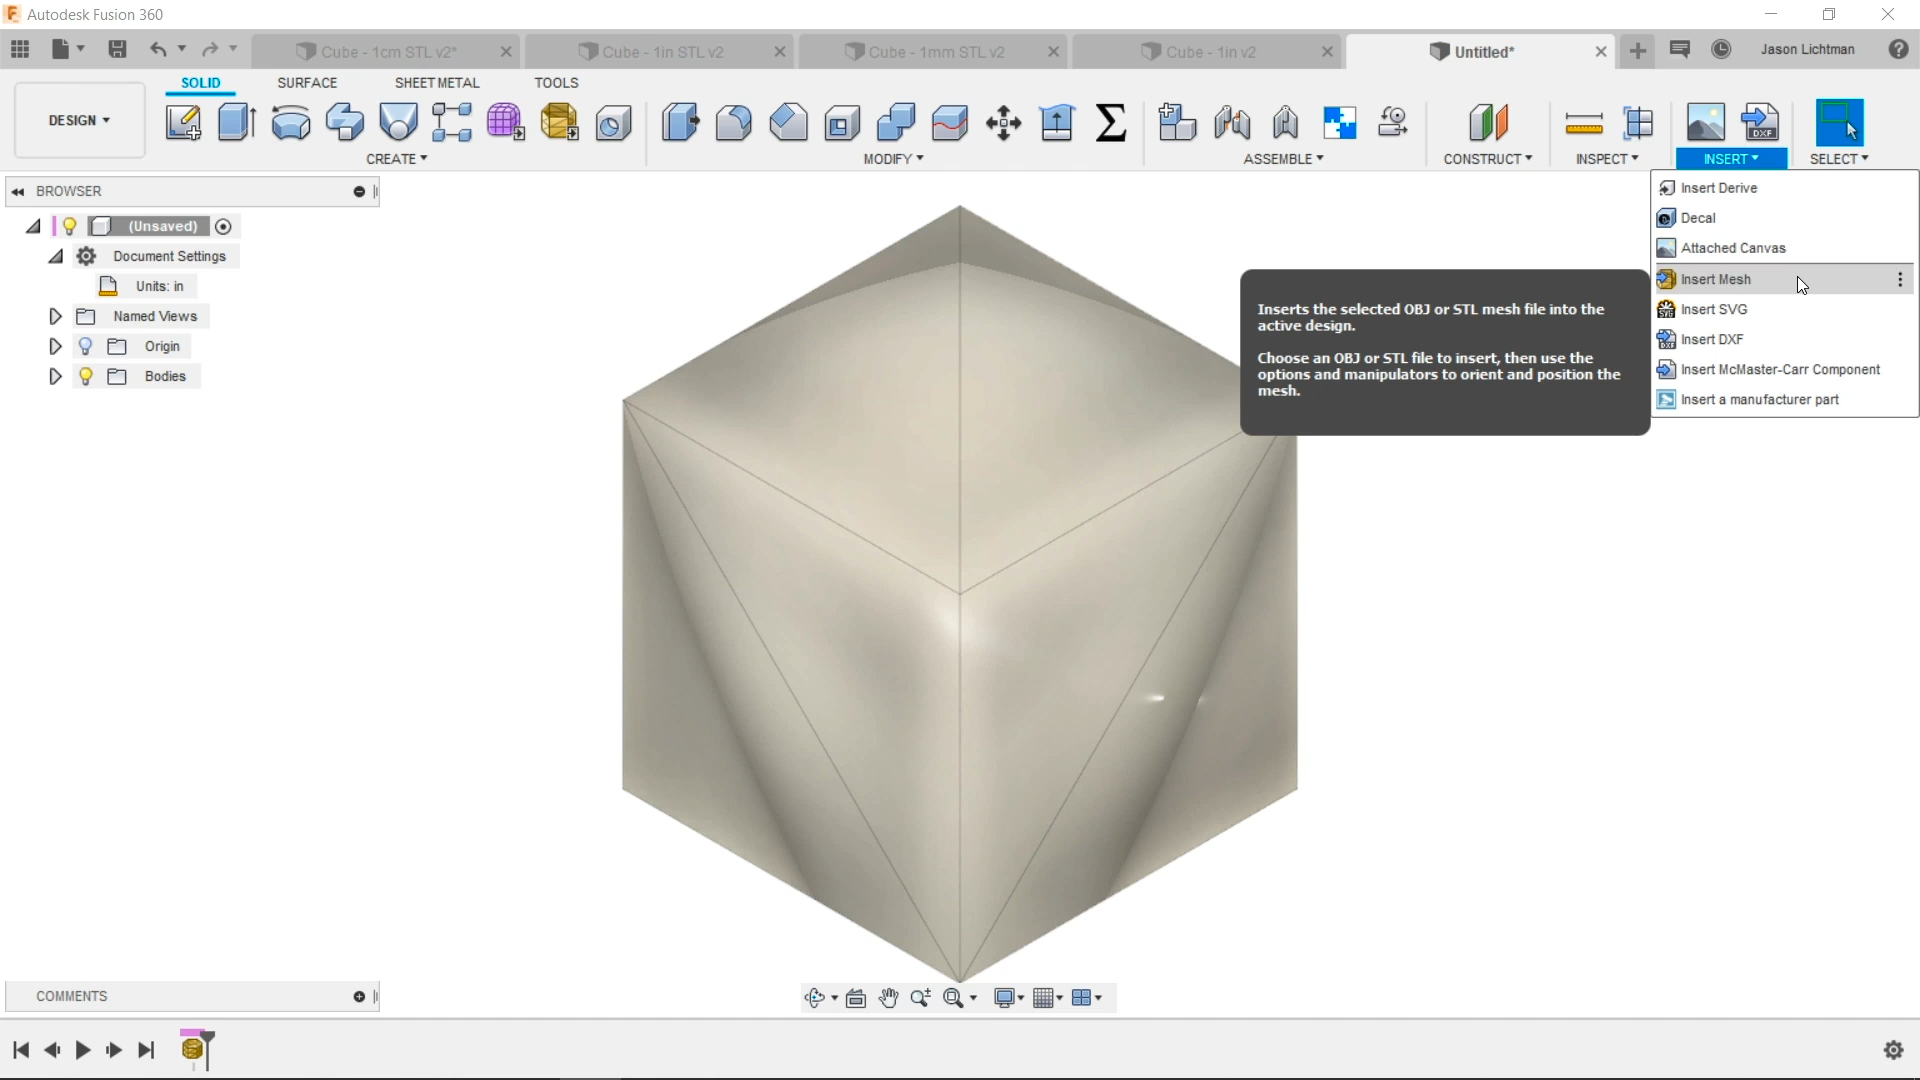 Autodesk Fusion 360
Cube - 1cm STL v2*
Cube - 1in STL v2
Cube - 1mm STL v2
Cube - 1in v2
Untitled*
Jason Lichtman
SOLID
SURFACE
SHEET METAL
TOOLS
DESIGN
CREATE
MODIFY
ASSEMBLE
CONSTRUCT
INSPECT
INSERT
SELECT
DXF
BROWSER
(Unsaved)
Document Settings
Units: in
Named Views
Origin
Bodies
Insert Derive
Decal
Attached Canvas
Insert Mesh
Insert SVG
Insert DXF
Insert McMaster-Carr Component
Insert a manufacturer part
Inserts the selected OBJ or STL mesh file into the
active design.
Choose an OBJ or STL file to insert, then use the
options and manipulators to orient and position the
mesh.
COMMENTS